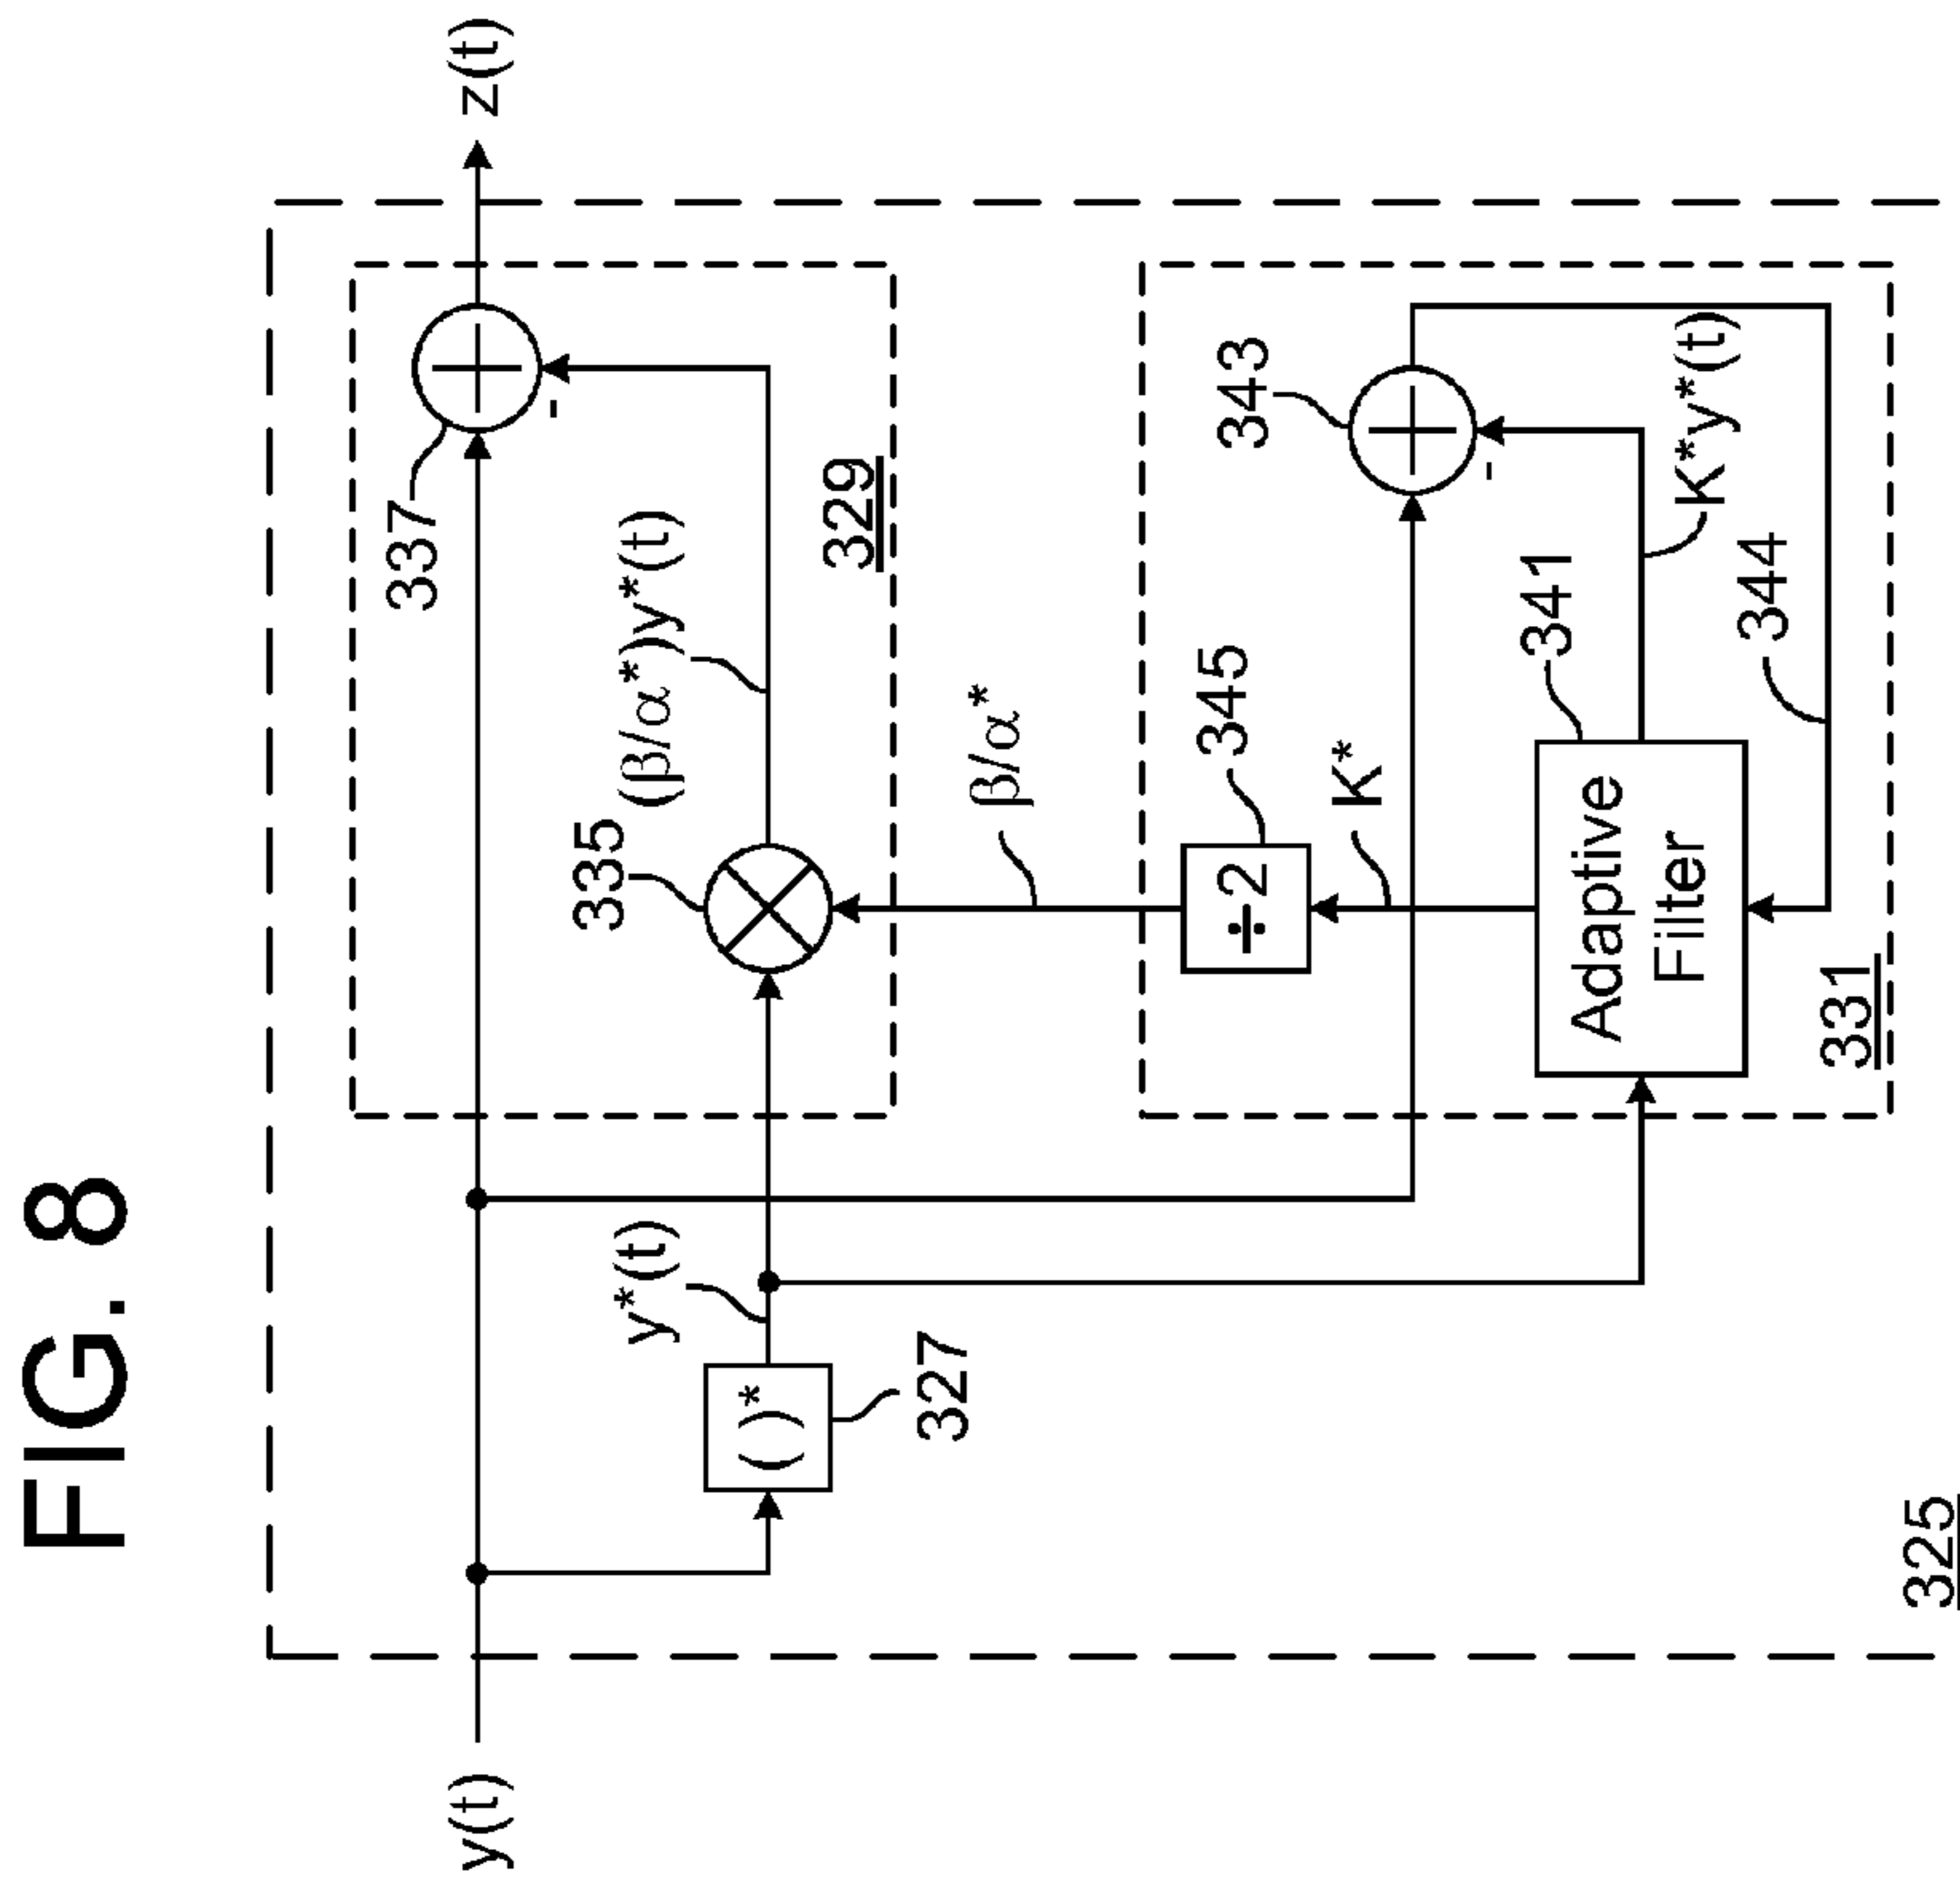 FIG. 8
y(t)
z(t)
337
335
(β/α*)y*(t)
329
y*(t)
( )*
327
β/α*
÷2
345
K*
343
K*y*(t)
341
Adaptive
Filter
344
331
325
+
-
+
-